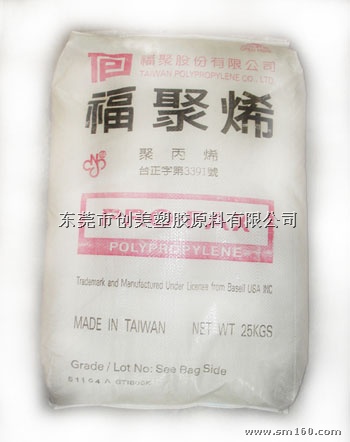 福聚股份有限公司
TAIWAN POLYPROPYLENE CO., LTD.
福聚烯
聚丙烯
台正字第3391號
东莞市创美塑胶原料有限公司
POLYPROPYLENE
Trademark and Manufactured Under License from Basell USA INC
MADE IN TAIWAN NET WT 25KGS
Grade / Lot No: See Bag Side
www.sm160.com